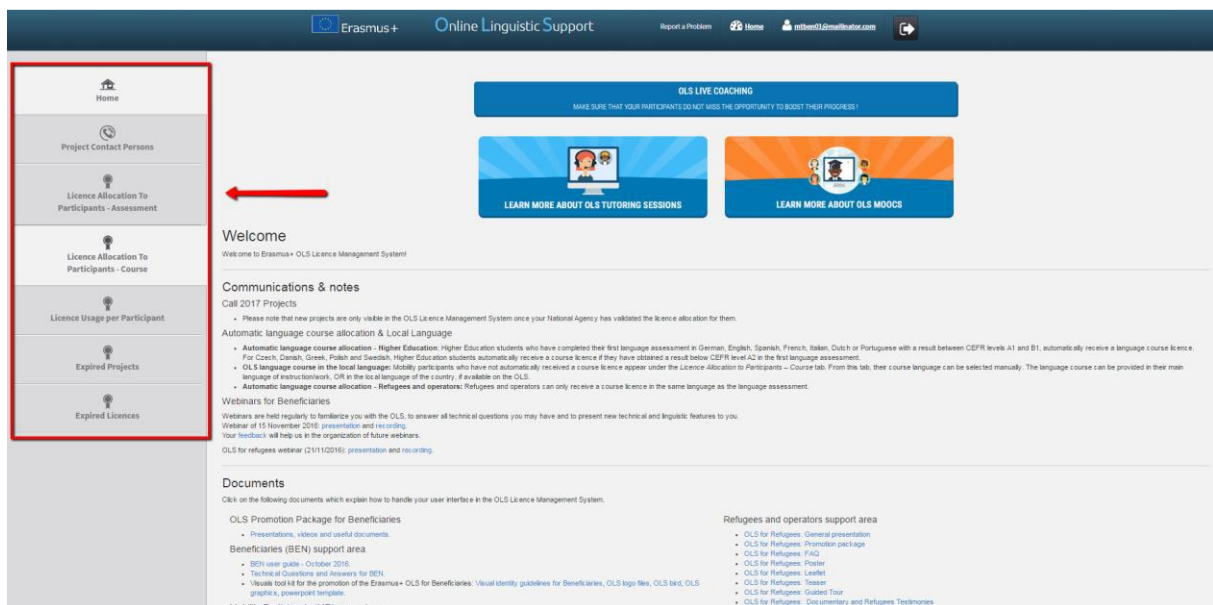 Erasmus+ Online Linguistic Support Report a Problem Home mtben01@mailinator.com
Home
Project Contact Persons
Licence Allocation To
Participants - Assessment
Licence Allocation To
Participants - Course
Licence Usage per Participant
Expired Projects
Expired Licences
OLS LIVE COACHING
MAKE SURE THAT YOUR PARTICIPANTS DO NOT MISS THE OPPORTUNITY TO BOOST THEIR PROGRESS !
LEARN MORE ABOUT OLS TUTORING SESSIONS
LEARN MORE ABOUT OLS MOOCS
Welcome
Welcome to Erasmus+ OLS Licence Management System!
Communications & notes
Call 2017 Projects
Please note that new projects are only visible in the OLS Licence Management System once your National Agency has validated the licence allocation for them.
Automatic language course allocation & Local Language
Automatic language course allocation - Higher Education: Higher Education students who have completed their first language assessment in German, English, Spanish, French, Italian, Dutch or Portuguese with a result between CEFR levels A1 and B1, automatically receive a language course licence.
For Czech, Danish, Greek, Polish and Swedish, Higher Education students automatically receive a course licence if they have obtained a result below CEFR level A2 in the first language assessment.
OLS language course in the local language: Mobility participants who have not automatically received a course licence appear under the Licence Allocation to Participants – Course tab. From this tab, their course language can be selected manually. The language course can be provided in their main
language of instruction/work, OR in the local language of the country, if available on the OLS.
Automatic language course allocation - Refugees and operators: Refugees and operators can only receive a course licence in the same language as the language assessment.
Webinars for Beneficiaries
Webinars are held regularly to familiarize you with the OLS, to answer all technical questions you may have and to present new technical and linguistic features to you.
Webinar of 15 November 2016: presentation and recording.
Your feedback will help us in the organization of future webinars.
OLS for refugees webinar (21/11/2016): presentation and recording.
Documents
Click on the following documents which explain how to handle your user interface in the OLS Licence Management System.
OLS Promotion Package for Beneficiaries
Presentations, videos and useful documents.
Beneficiaries (BEN) support area
BEN user guide - October 2016.
Technical Questions and Answers for BEN.
Visuals tool kit for the promotion of the Erasmus+ OLS for Beneficiaries: Visual identity guidelines for Beneficiaries, OLS logo files, OLS bird, OLS
graphics, powerpoint template.
Refugees and operators support area
OLS for Refugees: General presentation
OLS for Refugees: Promotion package
OLS for Refugees: FAQ
OLS for Refugees: Poster
OLS for Refugees: Leaflet
OLS for Refugees: Teaser
OLS for Refugees: Guided Tour
OLS for Refugees: Documentary and Refugees Testimonies